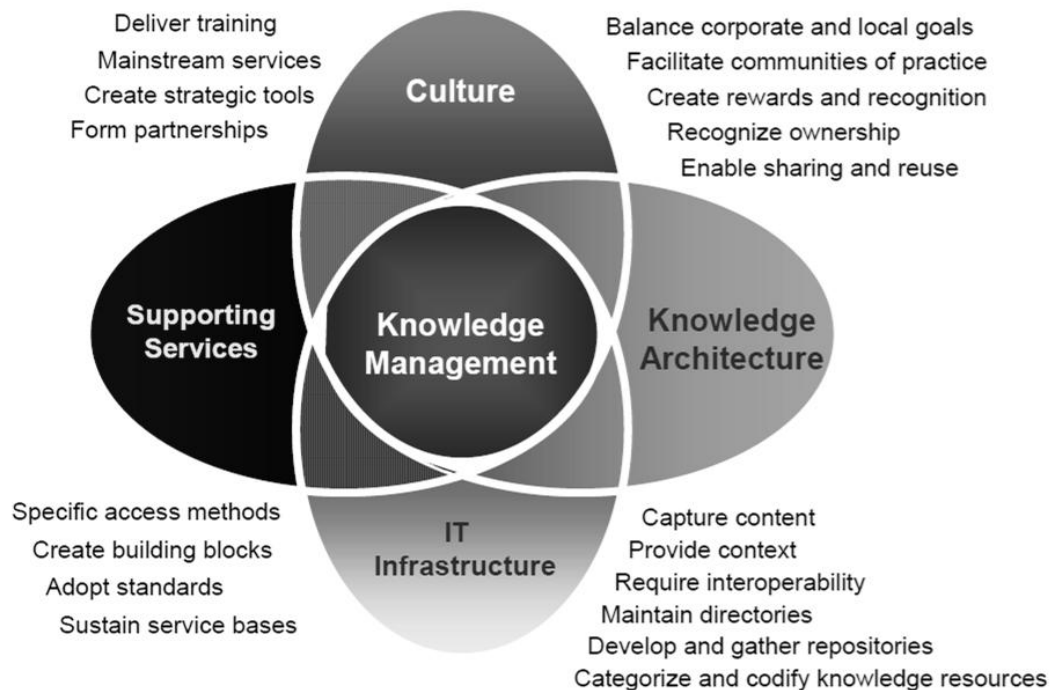 Deliver training
Mainstream services
Create strategic tools
Form partnerships
Balance corporate and local goals
Facilitate communities of practice
Create rewards and recognition
Recognize ownership
Enable sharing and reuse
Culture
Supporting
Services
Knowledge
Management
Knowledge
Architecture
IT
Infrastructure
Specific access methods
Create building blocks
Adopt standards
Sustain service bases
Capture content
Provide context
Require interoperability
Maintain directories
Develop and gather repositories
Categorize and codify knowledge resources